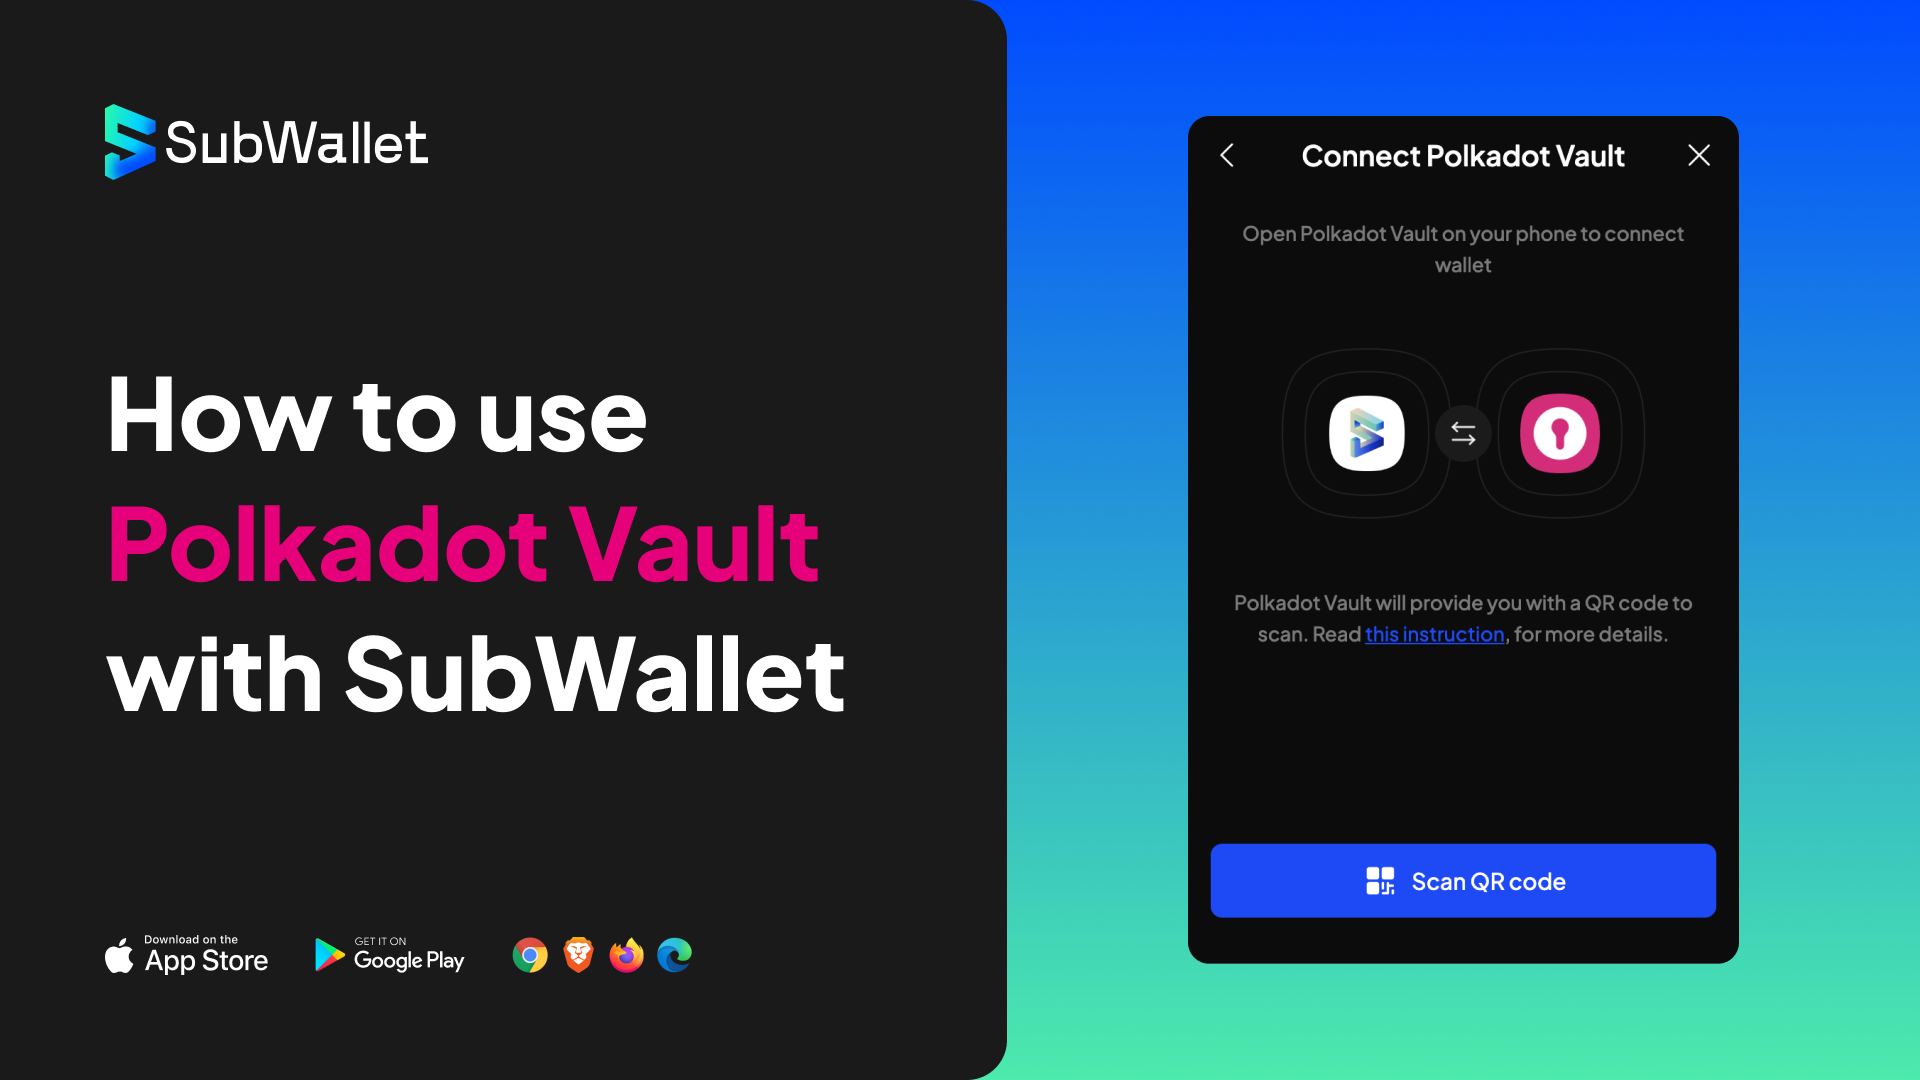 SubWallet
How to use
Polkadot Vault
with SubWallet
Download on the
App Store
GET IT ON
Google Play
Connect Polkadot Vault
Open Polkadot Vault on your phone to connect
wallet
Polkadot Vault will provide you with a QR code to
scan. Read this instruction, for more details.
Scan QR code